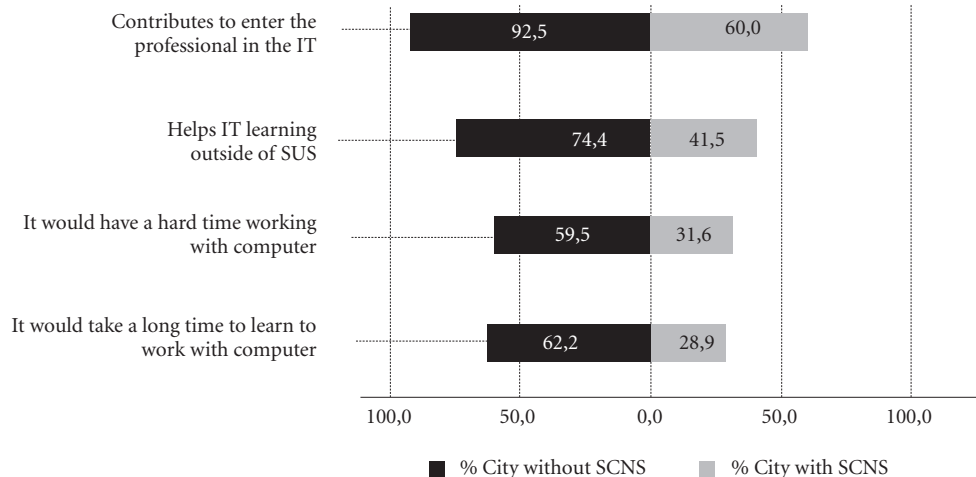 Contributes to enter the
professional in the IT
92,5
60,0
Helps IT learning
outside of SUS
74,4
41,5
It would have a hard time working
with computer
59,5
31,6
It would take a long time to learn to
work with computer
62,2
28,9
100,0
50,0
0,0
50,0
100,0
% City without SCNS
% City with SCNS